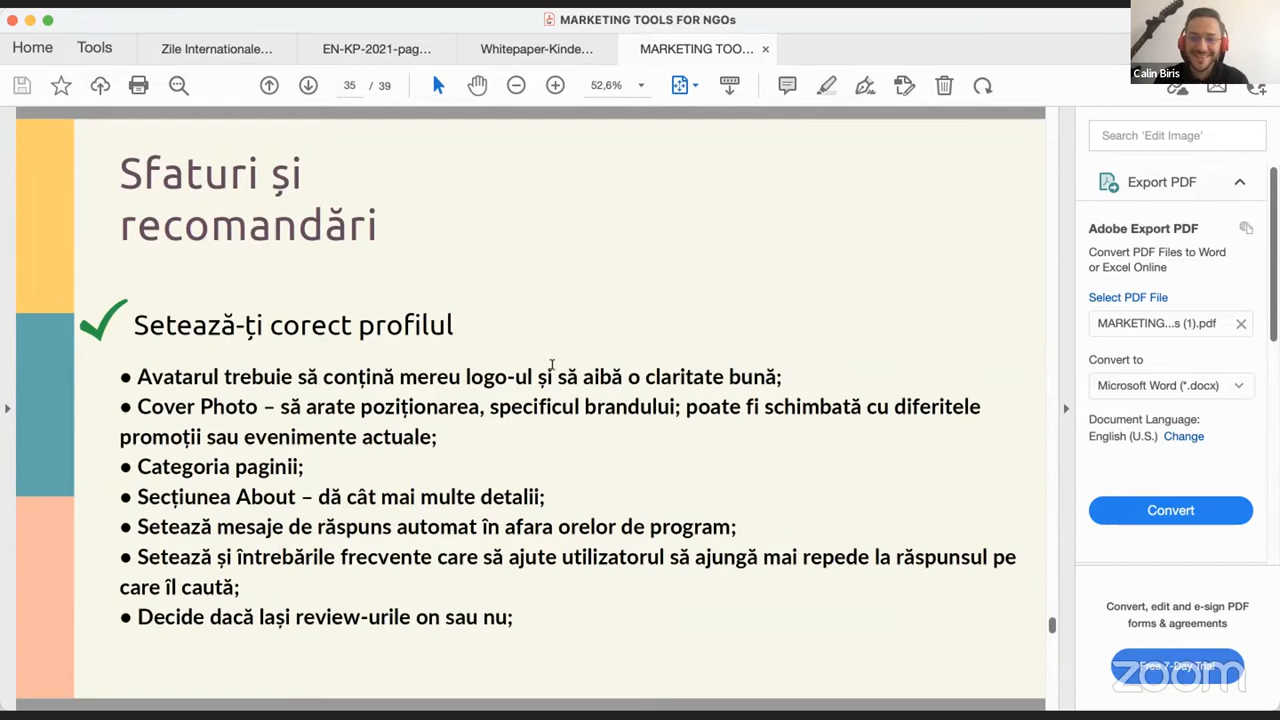 MARKETING TOOLS FOR NGOs
Calin Biris
Home
Tools
Zile Internationale...
EN-KP-2021-pag...
Whitepaper-Kinde...
MARKETING TOO...
35 / 39
52,6%
Search 'Edit Image'
Export PDF
Adobe Export PDF
Convert PDF Files to Word
or Excel Online
Select PDF File
MARKETING...s (1).pdf
Convert to
Microsoft Word (*.docx)
Document Language:
English (U.S.) Change
Convert
Convert, edit and e-sign PDF
forms & agreements
Free 7-Day Trial
zoom
Sfaturi și
recomandări
Setează-ți corect profilul
● Avatarul trebuie să conțină mereu logo-ul și să aibă o claritate bună;
● Cover Photo – să arate poziționarea, specificul brandului; poate fi schimbată cu diferitele
promoții sau evenimente actuale;
● Categoria paginii;
● Secțiunea About – dă cât mai multe detalii;
● Setează mesaje de răspuns automat în afara orelor de program;
● Setează și întrebările frecvente care să ajute utilizatorul să ajungă mai repede la răspunsul pe
care îl caută;
● Decide dacă lași review-urile on sau nu;